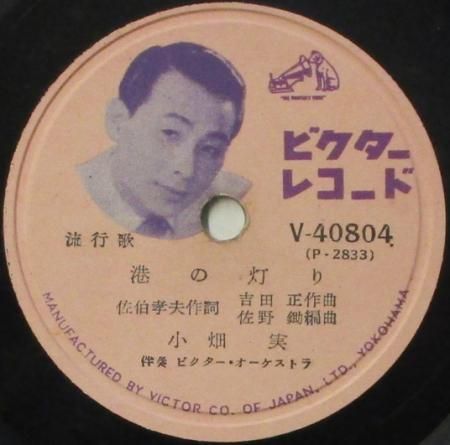 "HIS MASTER'S VOICE"
ビクター
レコード
V-40804
(P-2833)
流行歌
港の灯り
佐伯孝夫作詞 吉田正作曲
佐野鋤編曲
小畑実
伴奏 ビクター・オーケストラ
MANUFACTURED BY VICTOR CO. OF JAPAN, LTD., YOKOHAMA